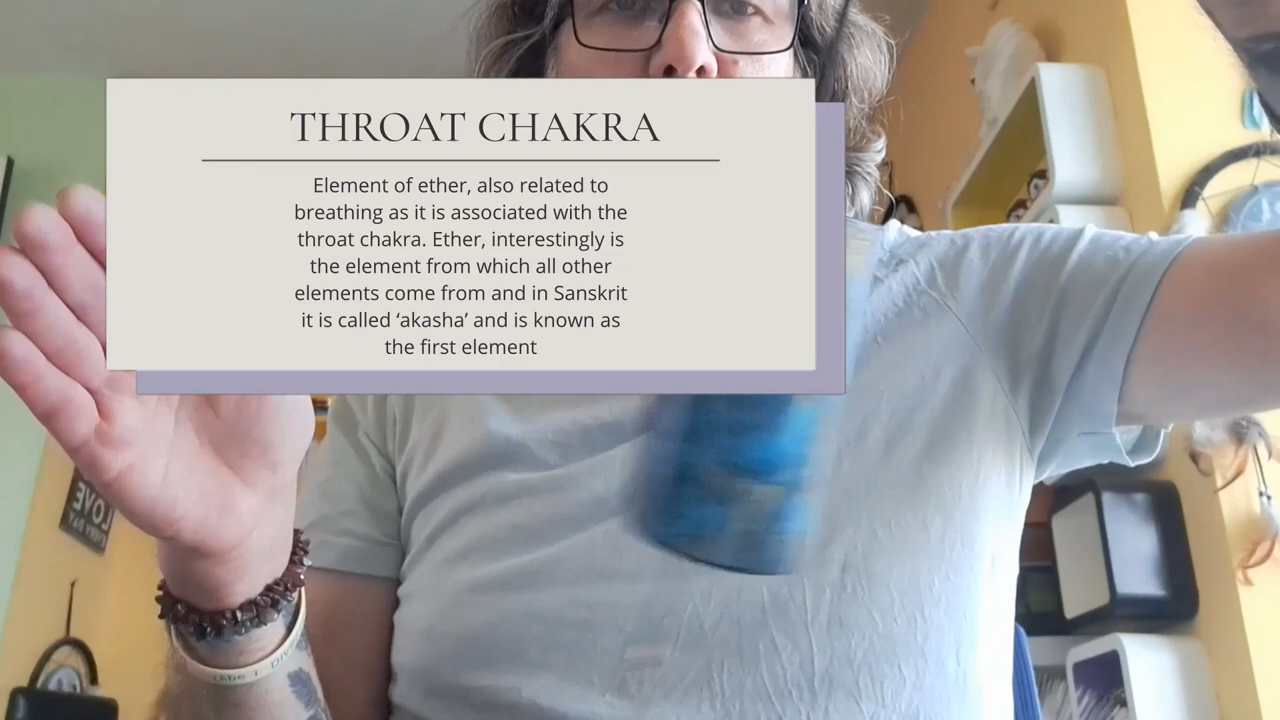 THROAT CHAKRA
Element of ether, also related to
breathing as it is associated with the
throat chakra. Ether, interestingly is
the element from which all other
elements come from and in Sanskrit
it is called ‘akasha’ and is known as
the first element
LOVE